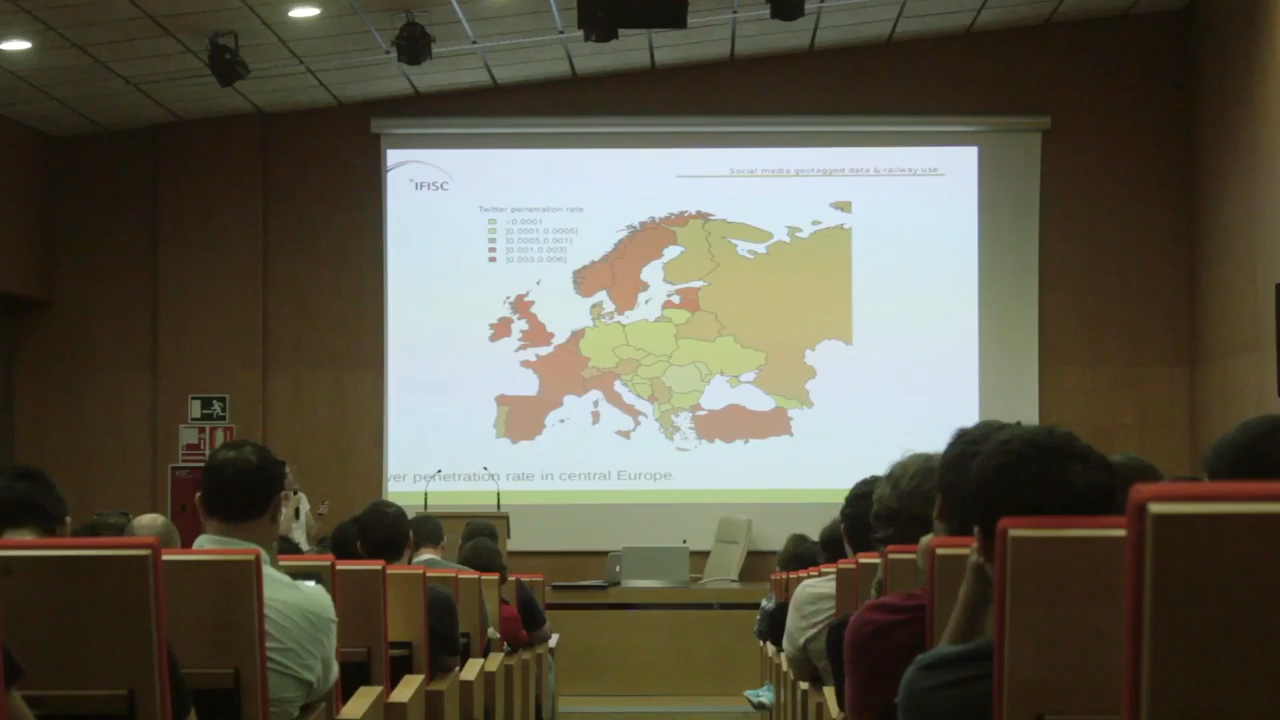 IFISC
Social media geotagged data & railway use
Twitter penetration rate
<0.0001
]0.0001,0.0005]
]0.0005,0.001]
]0.001,0.003]
]0.003,0.006]
ver penetration rate in central Europe.